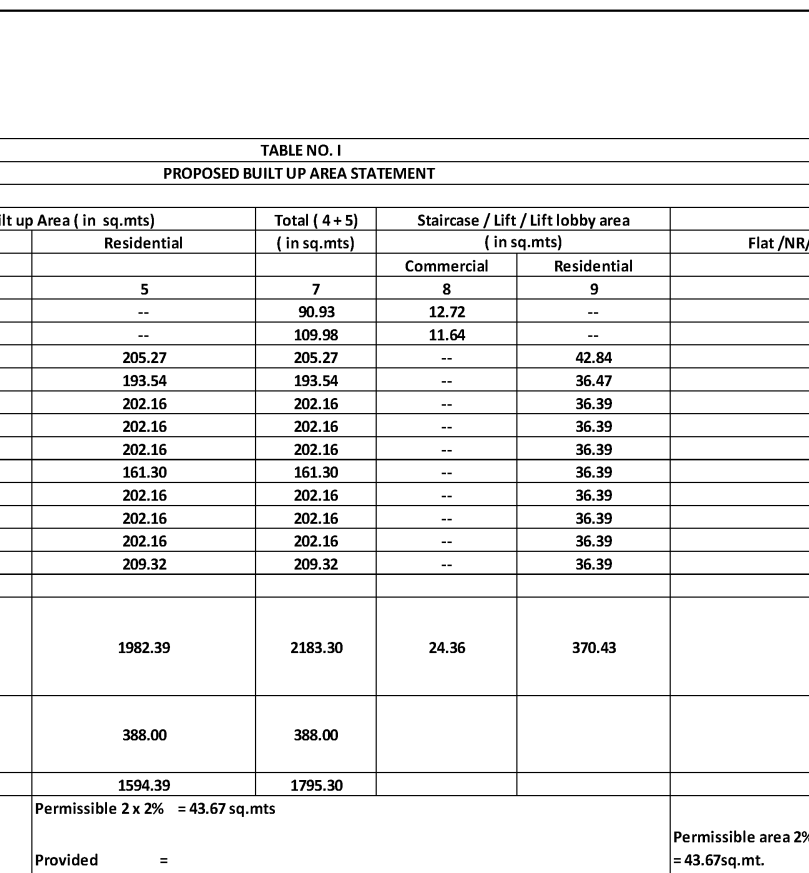 TABLE NO. I
PROPOSED BUILT UP AREA STATEMENT
Up Area ( in sq.mts) Total ( 4 + 5) Staircase / Lift / Lift lobby area
Residential ( in sq.mts) ( in sq.mts) Flat /NR/
Commercial Residential
5 7 8 9
-- 90.93 12.72 --
-- 109.98 11.64 --
205.27 205.27 -- 42.84
193.54 193.54 -- 36.47
202.16 202.16 -- 36.39
202.16 202.16 -- 36.39
202.16 202.16 -- 36.39
161.30 161.30 -- 36.39
202.16 202.16 -- 36.39
202.16 202.16 -- 36.39
202.16 202.16 -- 36.39
209.32 209.32 -- 36.39
1982.39 2183.30 24.36 370.43
388.00 388.00
1594.39 1795.30
Permissible 2 x 2% = 43.67 sq.mts
Permissible area 2%
Provided = = 43.67sq.mt.